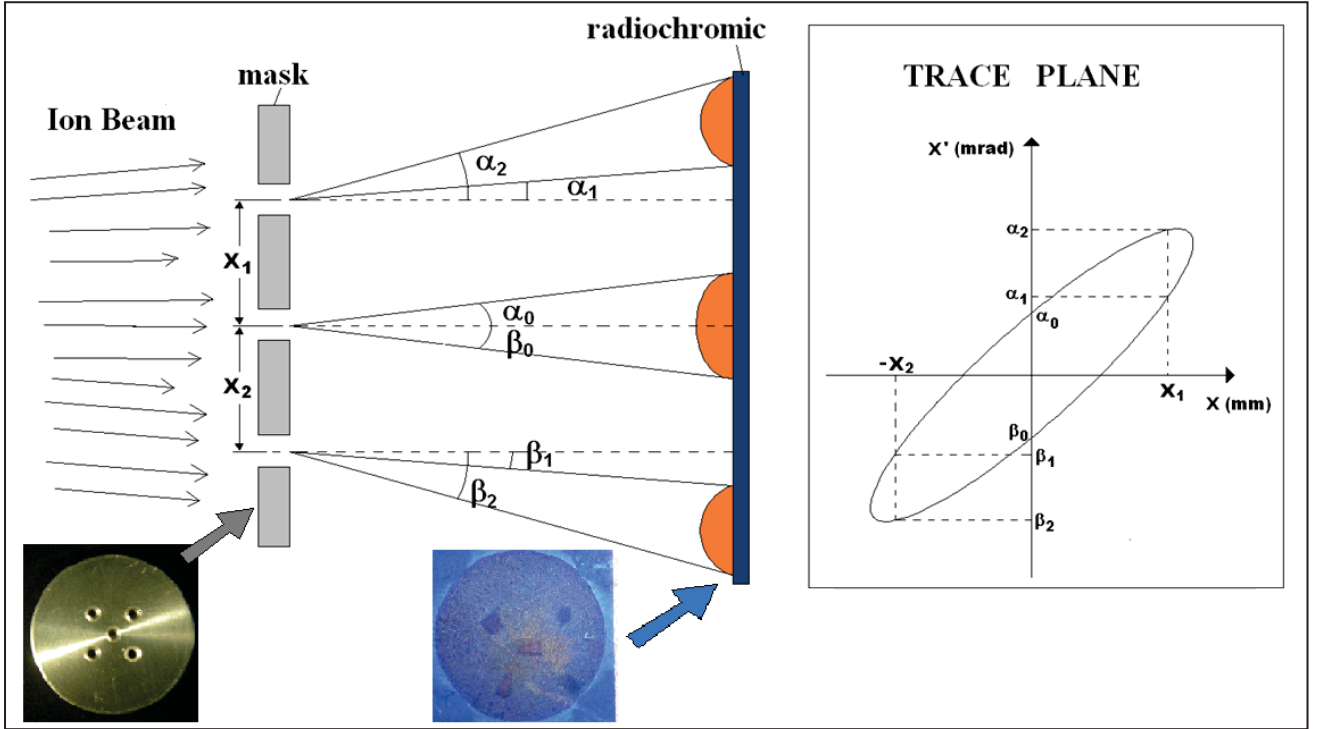 radiochromic
mask
Ion Beam
α₂
α₁
X₁
α₀
β₀
X₂
β₁
β₂
TRACE PLANE
X' (mrad)
α₂
α₁
α₀
-X₂
X₁
X (mm)
β₀
β₁
β₂